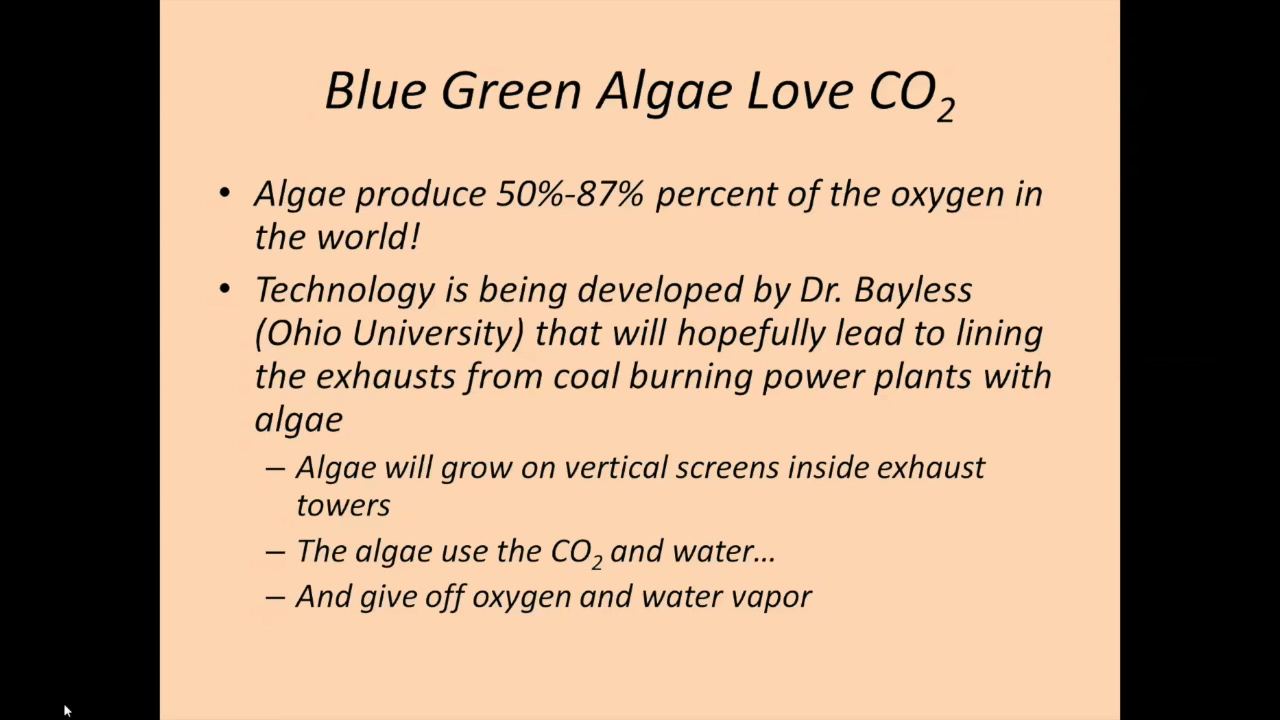 Blue Green Algae Love CO₂
• Algae produce 50%-87% percent of the oxygen in
the world!
• Technology is being developed by Dr. Bayless
(Ohio University) that will hopefully lead to lining
the exhausts from coal burning power plants with
algae
– Algae will grow on vertical screens inside exhaust
towers
– The algae use the CO₂ and water…
– And give off oxygen and water vapor